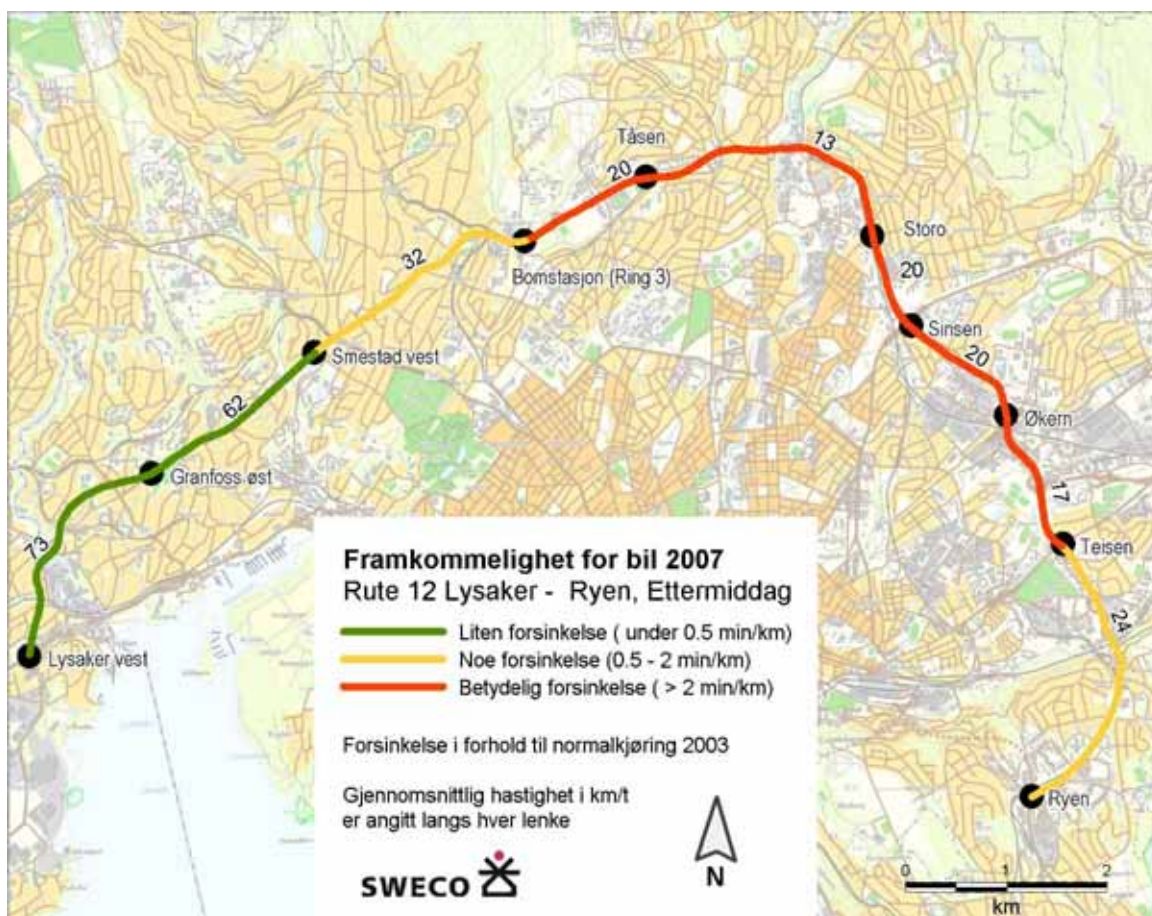 Tåsen
13
20
Storo
32
20
Bomstasjon (Ring 3)
Sinsen
Smestad vest
20
62
Økern
Granfoss øst
17
73
Teisen
Framkommelighet for bil 2007
Rute 12 Lysaker - Ryen, Ettermiddag
Liten forsinkelse ( under 0.5 min/km)
Noe forsinkelse (0.5 - 2 min/km)
Betydelig forsinkelse ( > 2 min/km)
24
Lysaker vest
Forsinkelse i forhold til normalkjøring 2003
Gjennomsnittlig hastighet i km/t
er angitt langs hver lenke
Ryen
SWECO
N
0 1 2
km